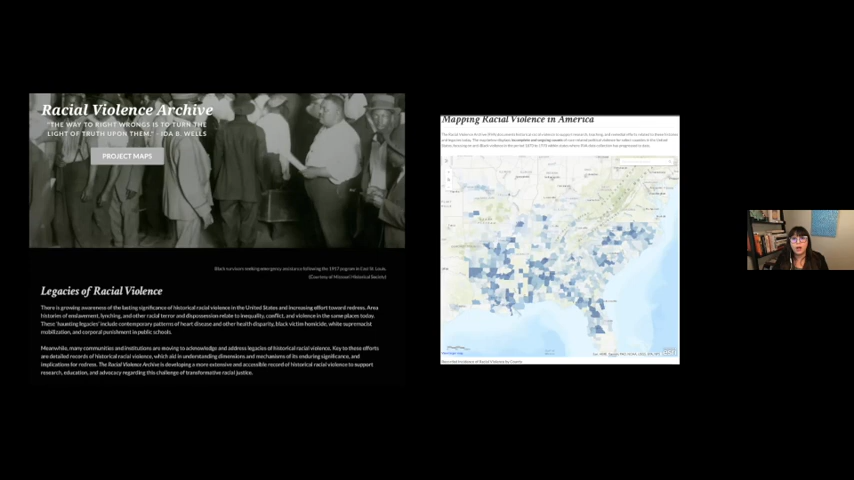 Racial Violence Archive
"THE WAY TO RIGHT WRONGS IS TO TURN THE
LIGHT OF TRUTH UPON THEM." - IDA B. WELLS
PROJECT MAPS
Black survivors seeking emergency assistance following the 1917 pogrom in East St. Louis.
(Courtesy of Missouri Historical Society)
Legacies of Racial Violence
There is growing awareness of the lasting significance of historical racial violence in the United States and increasing effort toward redress. Area
histories of enslavement, lynching, and other racial terror and dispossession relate to inequality, conflict, and violence in the same places today.
These 'haunting legacies' include contemporary patterns of heart disease and other health disparity, black victim homicide, white supremacist
mobilization, and corporal punishment in public schools.
Meanwhile, many communities and institutions are moving to acknowledge and address legacies of historical racial violence. Key to these efforts
are detailed records of historical racial violence, which aid in understanding dimensions and mechanisms of its enduring significance, and
implications for redress. The Racial Violence Archive is developing a more extensive and accessible record of historical racial violence to support
research, education, and advocacy regarding this challenge of transformative racial justice.
Mapping Racial Violence in America
Recorded Incidence of Racial Violence by County